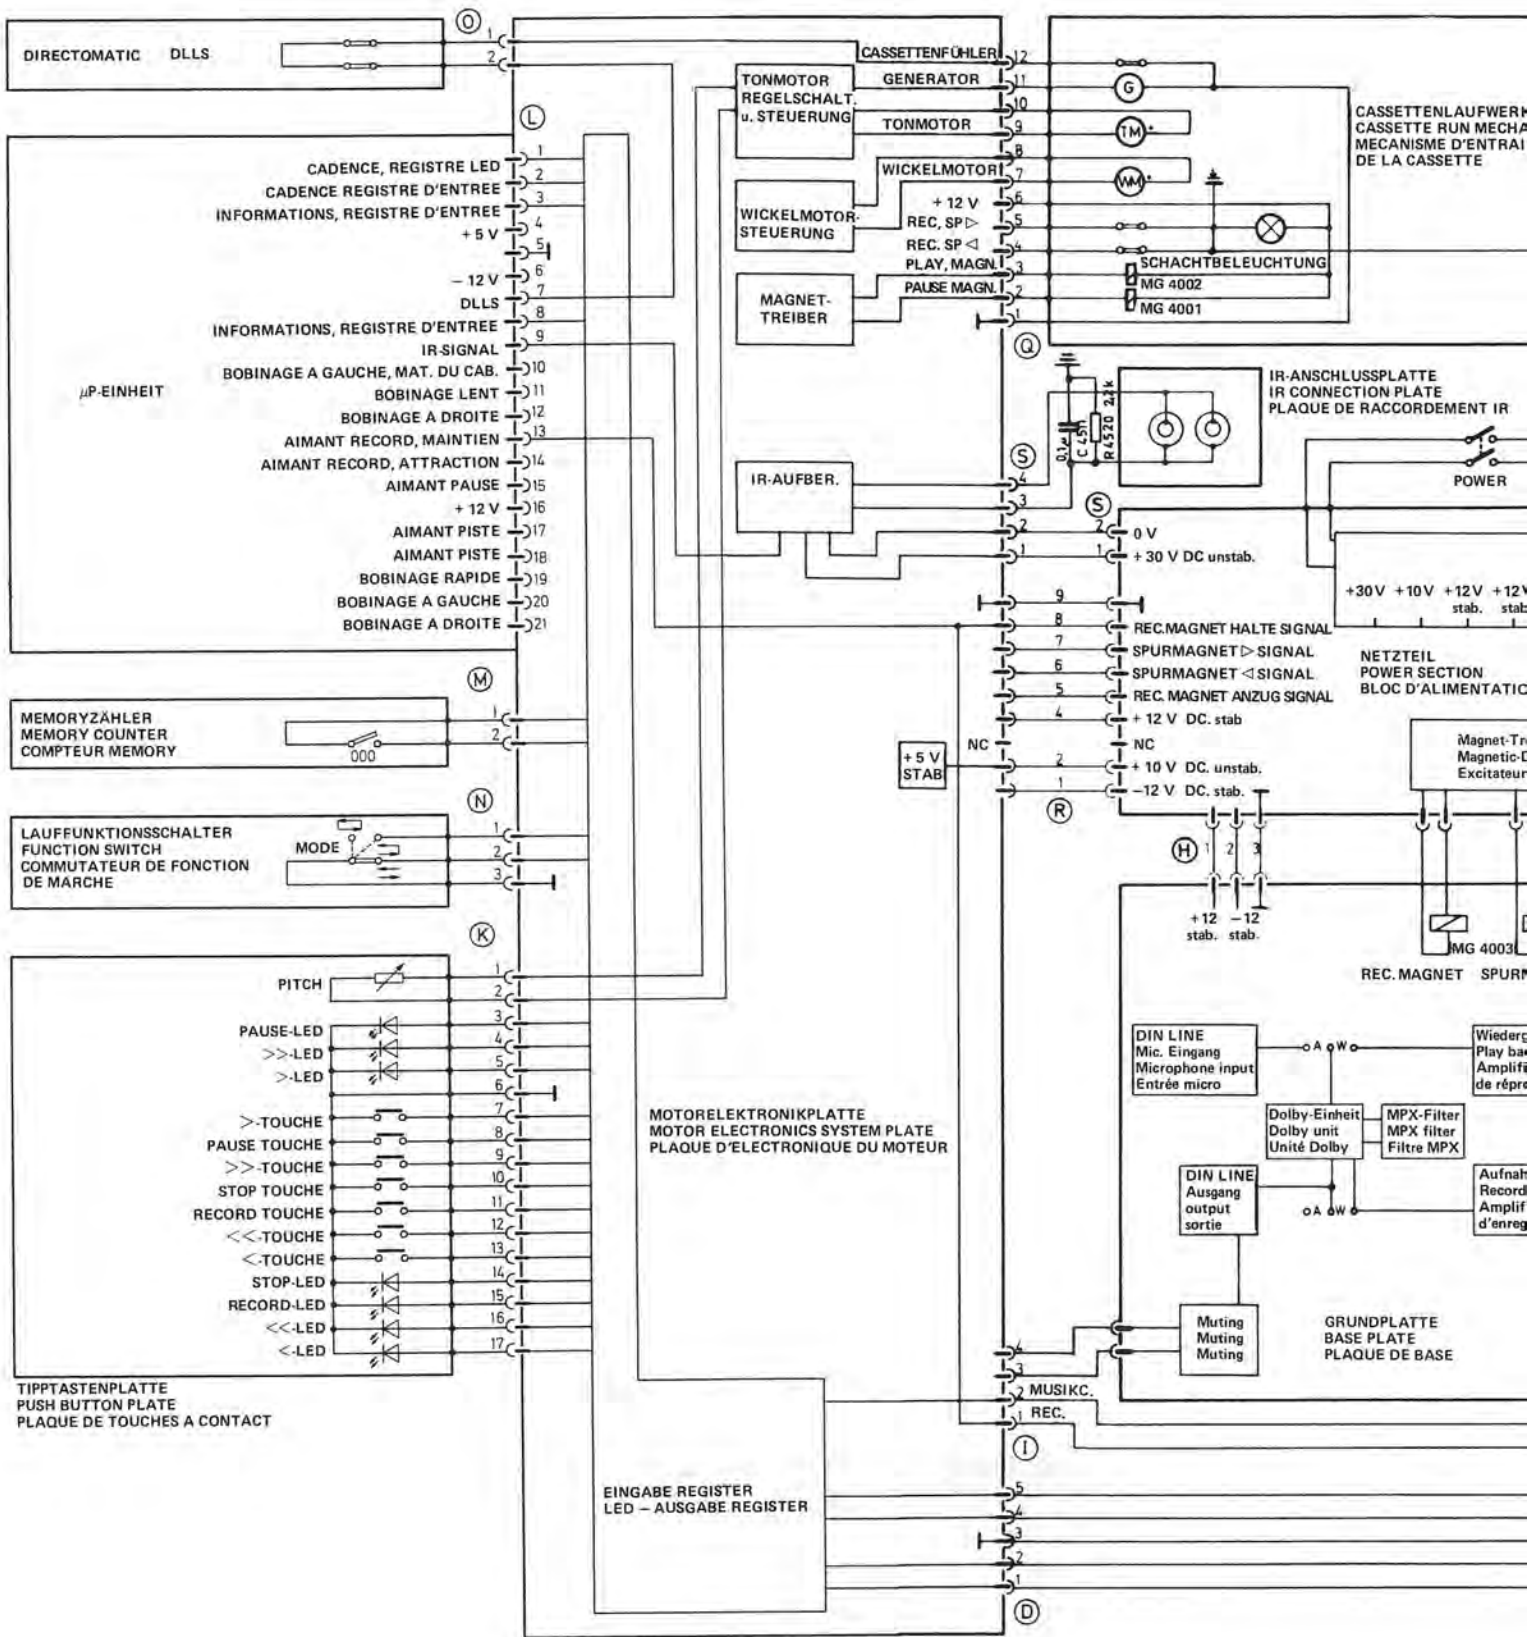 O
DIRECTOMATIC DLLS
1
2
L
µP-EINHEIT
CADENCE, REGISTRE LED 1
CADENCE REGISTRE D'ENTREE 2
INFORMATIONS, REGISTRE D'ENTREE 3
+ 5 V 4
5
− 12 V 6
DLLS 7
INFORMATIONS, REGISTRE D'ENTREE 8
IR-SIGNAL 9
BOBINAGE A GAUCHE, MAT. DU CAB. 10
BOBINAGE LENT 11
BOBINAGE A DROITE 12
AIMANT RECORD, MAINTIEN 13
AIMANT RECORD, ATTRACTION 14
AIMANT PAUSE 15
+ 12 V 16
AIMANT PISTE 17
AIMANT PISTE 18
BOBINAGE RAPIDE 19
BOBINAGE A GAUCHE 20
BOBINAGE A DROITE 21
M
MEMORYZÄHLER
MEMORY COUNTER
COMPTEUR MEMORY
000
1
2
N
LAUFFUNKTIONSSCHALTER
FUNCTION SWITCH
COMMUTATEUR DE FONCTION
DE MARCHE
MODE
1
2
3
K
PITCH 1
2
PAUSE-LED 3
>>-LED 4
>-LED 5
6
>-TOUCHE 7
PAUSE TOUCHE 8
>>-TOUCHE 9
STOP TOUCHE 10
RECORD TOUCHE 11
<<-TOUCHE 12
<-TOUCHE 13
STOP-LED 14
RECORD-LED 15
<<-LED 16
<-LED 17
TIPPTASTENPLATTE
PUSH BUTTON PLATE
PLAQUE DE TOUCHES A CONTACT
TONMOTOR
REGELSCHALT.
u. STEUERUNG
WICKELMOTOR-
STEUERUNG
MAGNET-
TREIBER
IR-AUFBER.
+ 5 V
STAB
MOTORELEKTRONIKPLATTE
MOTOR ELECTRONICS SYSTEM PLATE
PLAQUE D'ELECTRONIQUE DU MOTEUR
EINGABE REGISTER
LED – AUSGABE REGISTER
CASSETTENFÜHLER 12
GENERATOR 11
10
TONMOTOR 9
8
WICKELMOTOR 7
+ 12 V 6
REC, SP ▷ 5
REC. SP ◁ 4
PLAY, MAGN. 3
PAUSE MAGN. 2
1
Q
G
TM
WM
SCHACHTBELEUCHTUNG
MG 4002
MG 4001
CASSETTENLAUFWERK
CASSETTE RUN MECHA
MECANISME D'ENTRAI
DE LA CASSETTE
0,1µ
C 4511
R4520 2,2k
IR-ANSCHLUSSPLATTE
IR CONNECTION PLATE
PLAQUE DE RACCORDEMENT IR
POWER
S
4
3
S
2 2 0 V
1 1 + 30 V DC unstab.
+30V +10V +12V +12V
stab. stab
9
8 REC.MAGNET HALTE SIGNAL
7 SPURMAGNET ▷ SIGNAL
6 SPURMAGNET ◁ SIGNAL
5 REC. MAGNET ANZUG SIGNAL
4 + 12 V DC. stab
NC NC
2 + 10 V DC. unstab.
1 −12 V DC. stab.
R
NETZTEIL
POWER SECTION
BLOC D'ALIMENTATIO
Magnet-Tre
Magnetic-D
Excitateur
H 1 2 3
+12 −12
stab. stab.
MG 4003
REC. MAGNET SPURM
DIN LINE
Mic. Eingang
Microphone input
Entrée micro
A W
Wiederg
Play bac
Amplifi
de répro
Dolby-Einheit
Dolby unit
Unité Dolby
MPX-Filter
MPX filter
Filtre MPX
DIN LINE
Ausgang
output
sortie
A W
Aufnah
Record
Amplif
d'enreg
Muting
Muting
Muting
GRUNDPLATTE
BASE PLATE
PLAQUE DE BASE
4
3
2 MUSIKC.
1 REC.
I
5
4
3
2
1
D